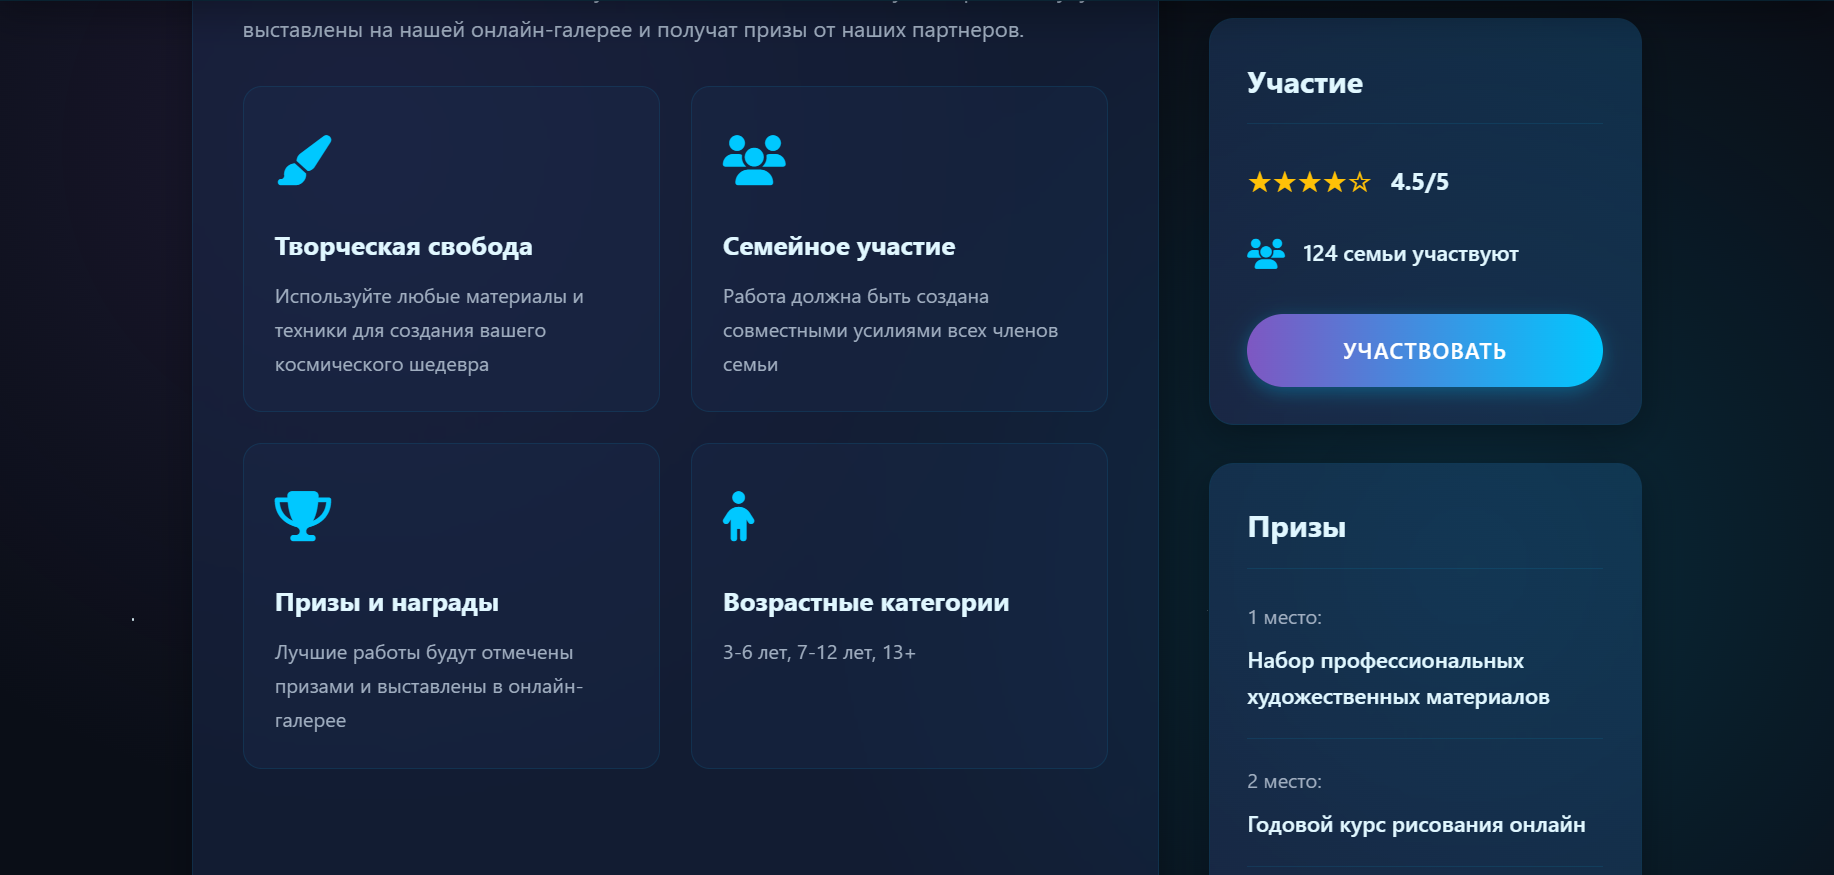 выставлены на нашей онлайн-галерее и получат призы от наших партнеров.
Творческая свобода
Используйте любые материалы и
техники для создания вашего
космического шедевра
Семейное участие
Работа должна быть создана
совместными усилиями всех членов
семьи
Призы и награды
Лучшие работы будут отмечены
призами и выставлены в онлайн-
галерее
Возрастные категории
3-6 лет, 7-12 лет, 13+
Участие
★★★★☆ 4.5/5
124 семьи участвуют
УЧАСТВОВАТЬ
Призы
1 место:
Набор профессиональных
художественных материалов
2 место:
Годовой курс рисования онлайн